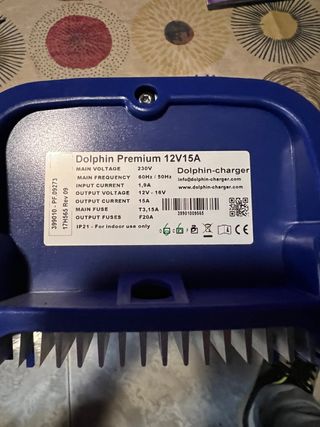 Dolphin Premium 12V15A
MAIN VOLTAGE 230V
MAIN FREQUENCY 60Hz / 50Hz
INPUT CURRENT 1,9A
OUTPUT VOLTAGE 12V - 16V
OUTPUT CURRENT 15A
MAIN FUSE T3,15A
OUTPUT FUSES F20A
IP21 - For indoor use only
Dolphin-charger
info@dolphin-charger.com
www.dolphin-charger.com
39901009565
399010 - PF 09273
17H565 Rev 09